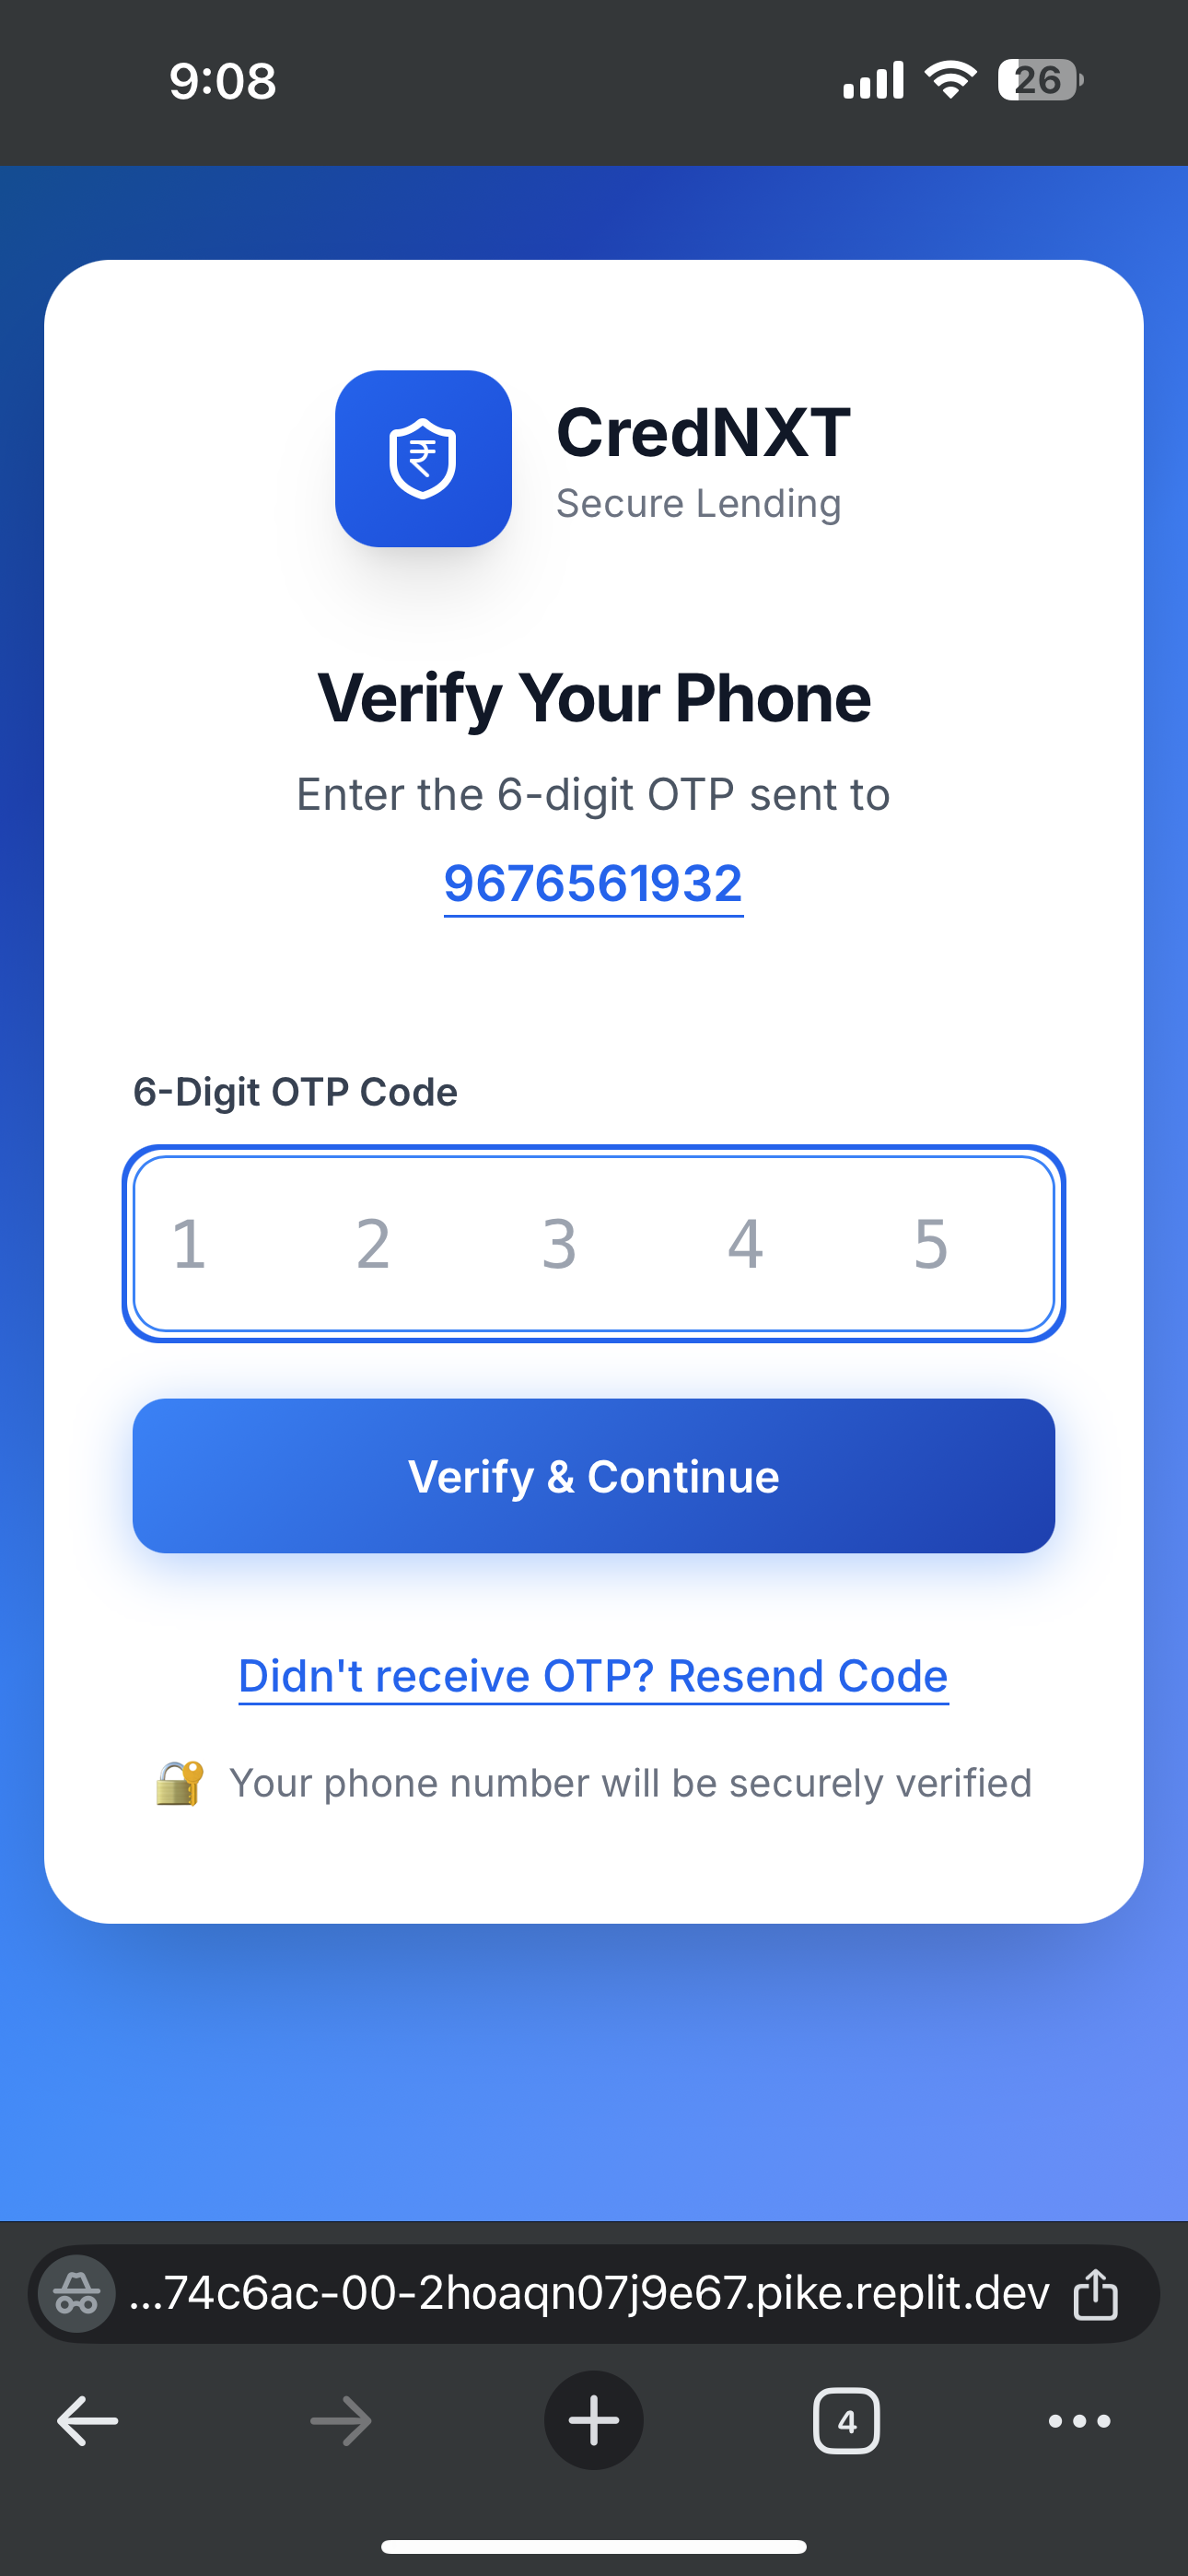 9:08
26
CredNXT
Secure Lending
Verify Your Phone
Enter the 6-digit OTP sent to
9676561932
6-Digit OTP Code
1 2 3 4 5
Verify & Continue
Didn't receive OTP? Resend Code
🔐 Your phone number will be securely verified
...74c6ac-00-2hoaqn07j9e67.pike.replit.dev
4